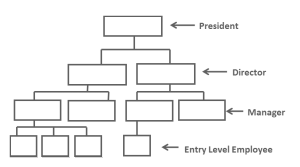 President
Director
Manager
Entry Level Employee